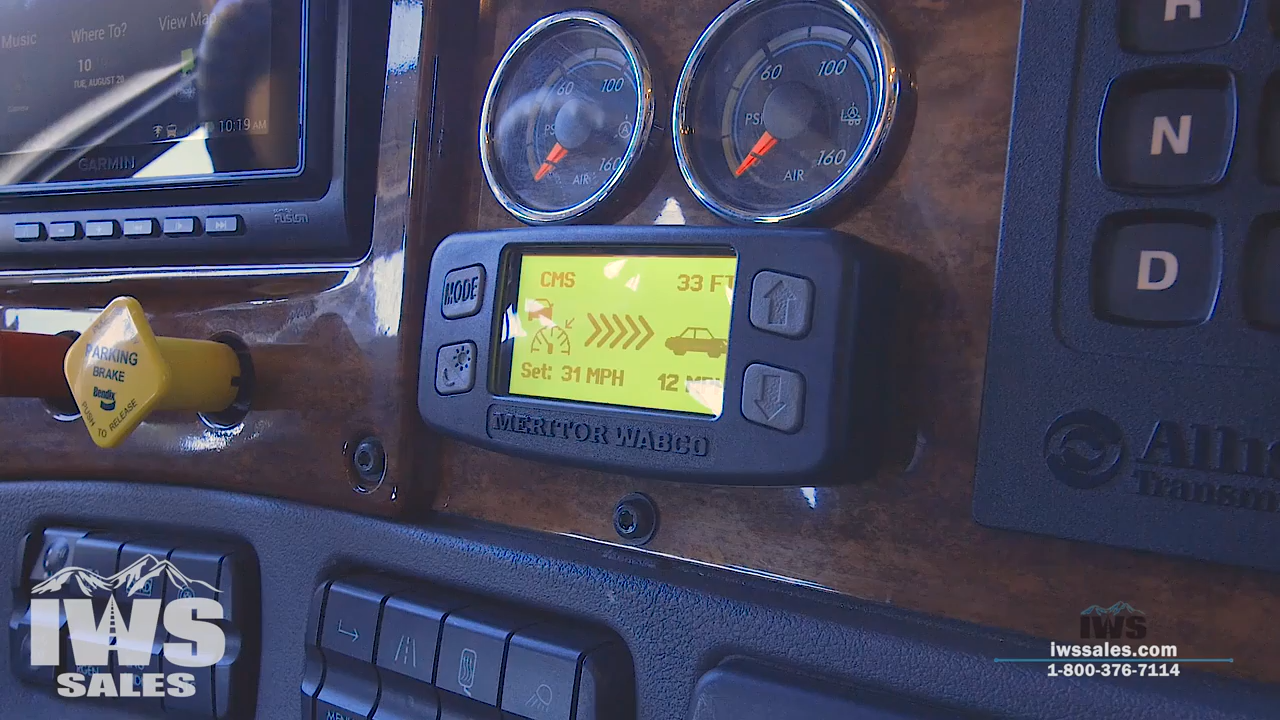 Music
Where To?
View Map
10
TUE, AUGUST 20
10:19 AM
GARMIN
FUSION
60
100
PSI
160
AIR
60
100
PSI
160
AIR
R
N
D
MODE
CMS
33 FT
Set: 31 MPH
12 MPH
MERITOR WABCO
PARKING
BRAKE
Bendix
PUSH TO RELEASE
IWS
SALES
IWS
iwssales.com
1-800-376-7114